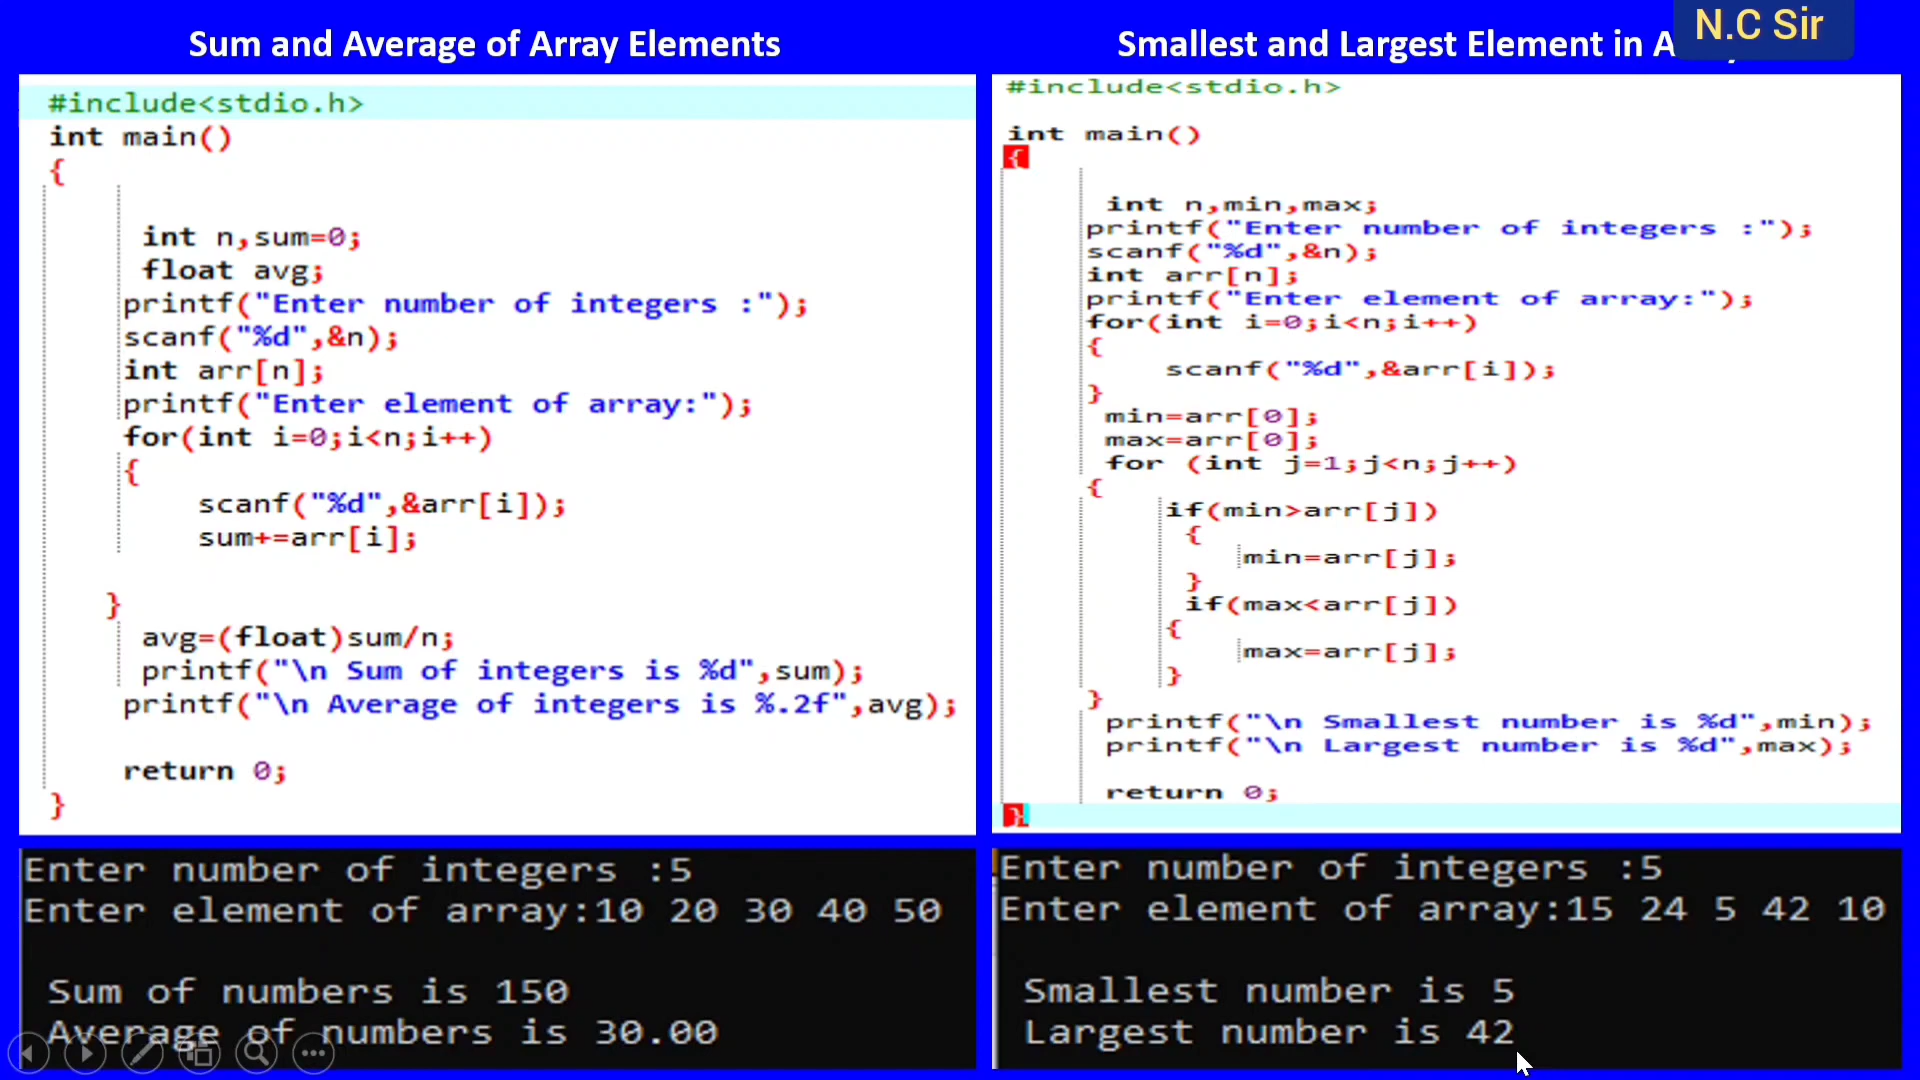 Sum and Average of Array Elements
#include<stdio.h>
int main()
{
int n,sum=0;
float avg;
printf("Enter number of integers :");
scanf("%d",&n);
int arr[n];
printf("Enter element of array:");
for(int i=0;i<n;i++)
{
scanf("%d",&arr[i]);
sum+=arr[i];
}
avg=(float)sum/n;
printf("\n Sum of integers is %d",sum);
printf("\n Average of integers is %.2f",avg);
return 0;
}
Enter number of integers :5
Enter element of array:10 20 30 40 50
Sum of numbers is 150
Average of numbers is 30.00
Smallest and Largest Element in
N.C Sir
#include<stdio.h>
int main()
{
int n,min,max;
printf("Enter number of integers :");
scanf("%d",&n);
int arr[n];
printf("Enter element of array:");
for(int i=0;i<n;i++)
{
scanf("%d",&arr[i]);
}
min=arr[0];
max=arr[0];
for (int j=1;j<n;j++)
{
if(min>arr[j])
{
min=arr[j];
}
if(max<arr[j])
{
max=arr[j];
}
}
printf("\n Smallest number is %d",min);
printf("\n Largest number is %d",max);
return 0;
}
Enter number of integers :5
Enter element of array:15 24 5 42 10
Smallest number is 5
Largest number is 42